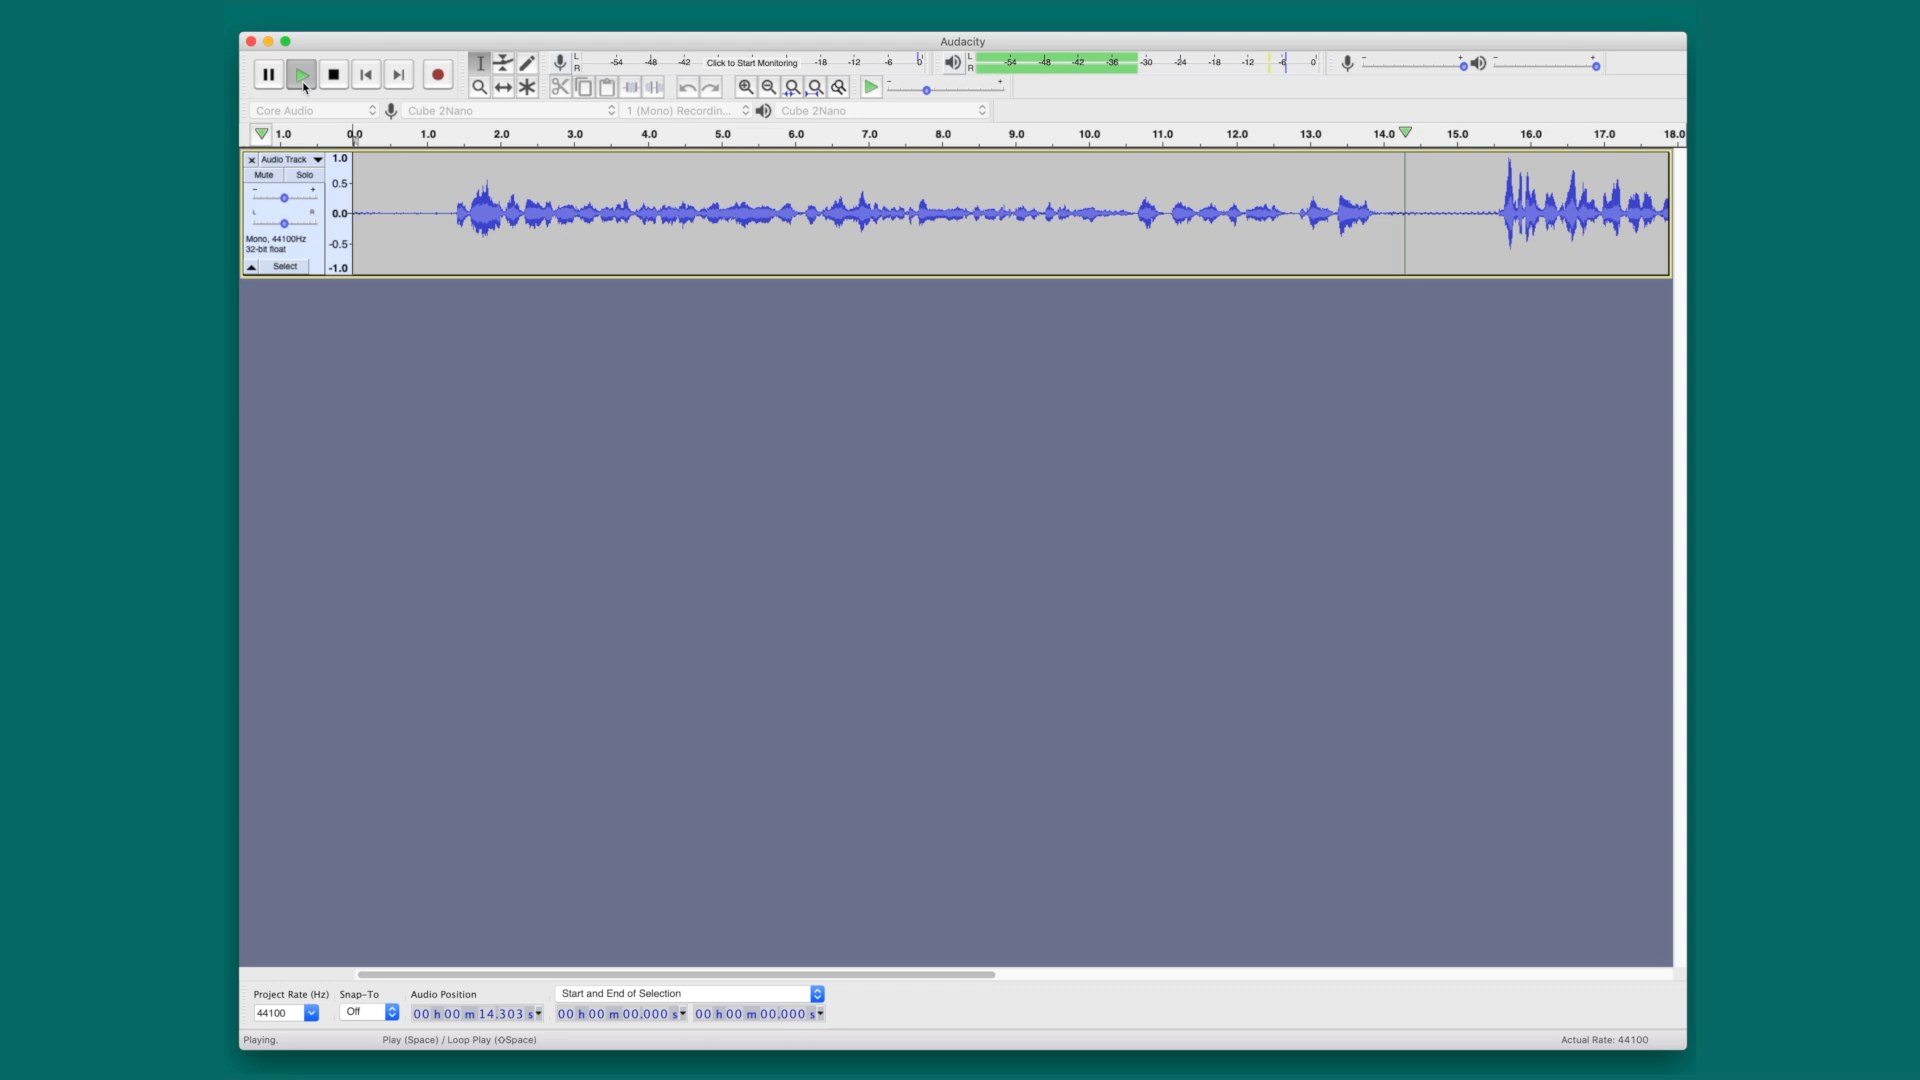 Audacity
L
R
-54 -48 -42 Click to Start Monitoring -18 -12 -6 0
L
R
-54 -48 -42 -36 -30 -24 -18 -12 -6 0
- +
- +
- +
Core Audio
Cube 2Nano
1 (Mono) Recordin...
Cube 2Nano
1.0 0.0 1.0 2.0 3.0 4.0 5.0 6.0 7.0 8.0 9.0 10.0 11.0 12.0 13.0 14.0 15.0 16.0 17.0 18.0
Audio Track
Mute Solo
- +
L R
Mono, 44100Hz
32-bit float
Select
1.0
0.5-
0.0-
-0.5-
-1.0
Project Rate (Hz) Snap-To Audio Position Start and End of Selection
44100 Off 00 h 00 m 14.303 s 00 h 00 m 00.000 s 00 h 00 m 00.000 s
Playing. Play (Space) / Loop Play (⇧Space) Actual Rate: 44100